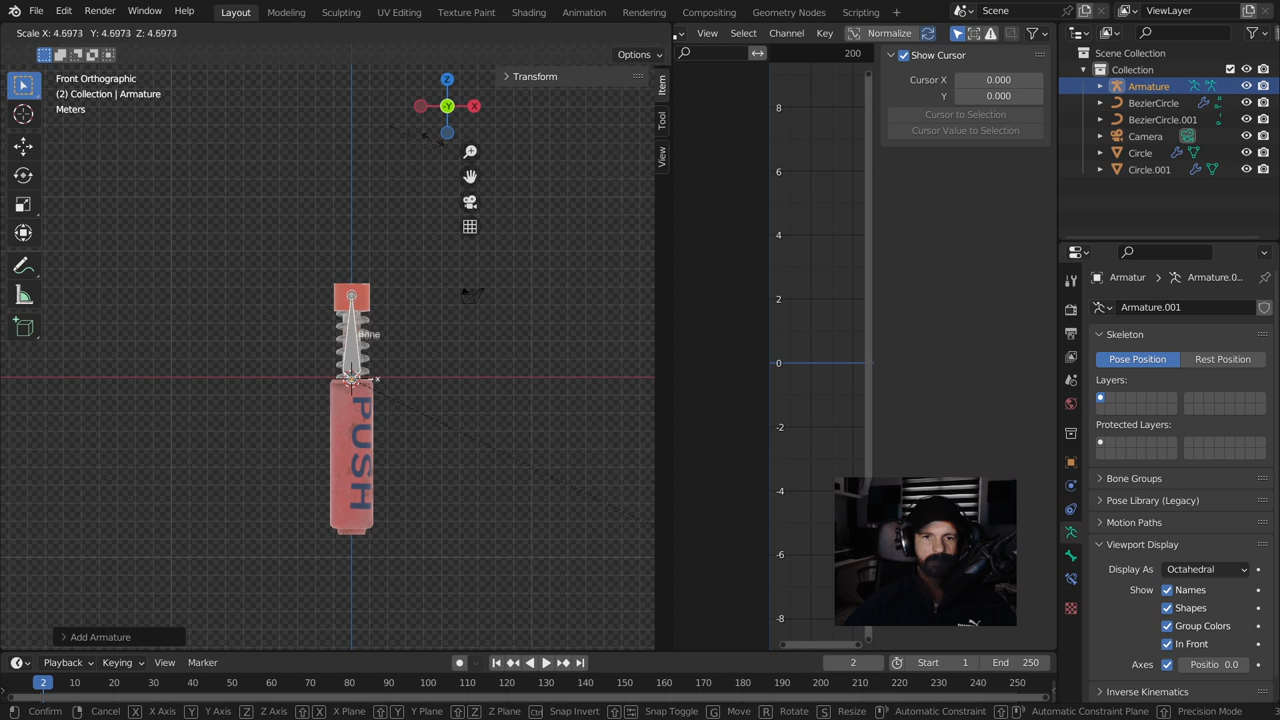 File Edit Render Window Help Layout Modeling Sculpting UV Editing Texture Paint Shading Animation Rendering Compositing Geometry Nodes Scripting Scene ViewLayer
Scale X: 4.6973 Y: 4.6973 Z: 4.6973
View Select Channel Key Normalize
Options
200
Show Cursor
Cursor X 0.000
Y 0.000
Cursor to Selection
Cursor Value to Selection
Front Orthographic
(2) Collection | Armature
Meters
Transform
Item
Tool
View
Z
-Y
X
Bone
PUSH
8
6
4
2
0
-2
-4
-6
-8
Scene Collection
Collection
Armature
BezierCircle
BezierCircle.001
Camera
Circle
Circle.001
Armatur Armature.0...
Armature.001
Skeleton
Pose Position Rest Position
Layers:
Protected Layers:
Bone Groups
Pose Library (Legacy)
Motion Paths
Viewport Display
Display As Octahedral
Show Names
Shapes
Group Colors
In Front
Axes Positio 0.0
Inverse Kinematics
Add Armature
Playback Keying View Marker 2 Start 1 End 250
2 10 20 30 40 50 60 70 80 90 100 110 120 130 140 150 160 170 180 190 200 210 220 230 240 250
Confirm Cancel X X Axis Y Y Axis Z Z Axis X X Plane Y Y Plane Z Z Plane Ctrl Snap Invert Snap Toggle G Move R Rotate S Resize Automatic Constraint Automatic Constraint Plane Precision Mode